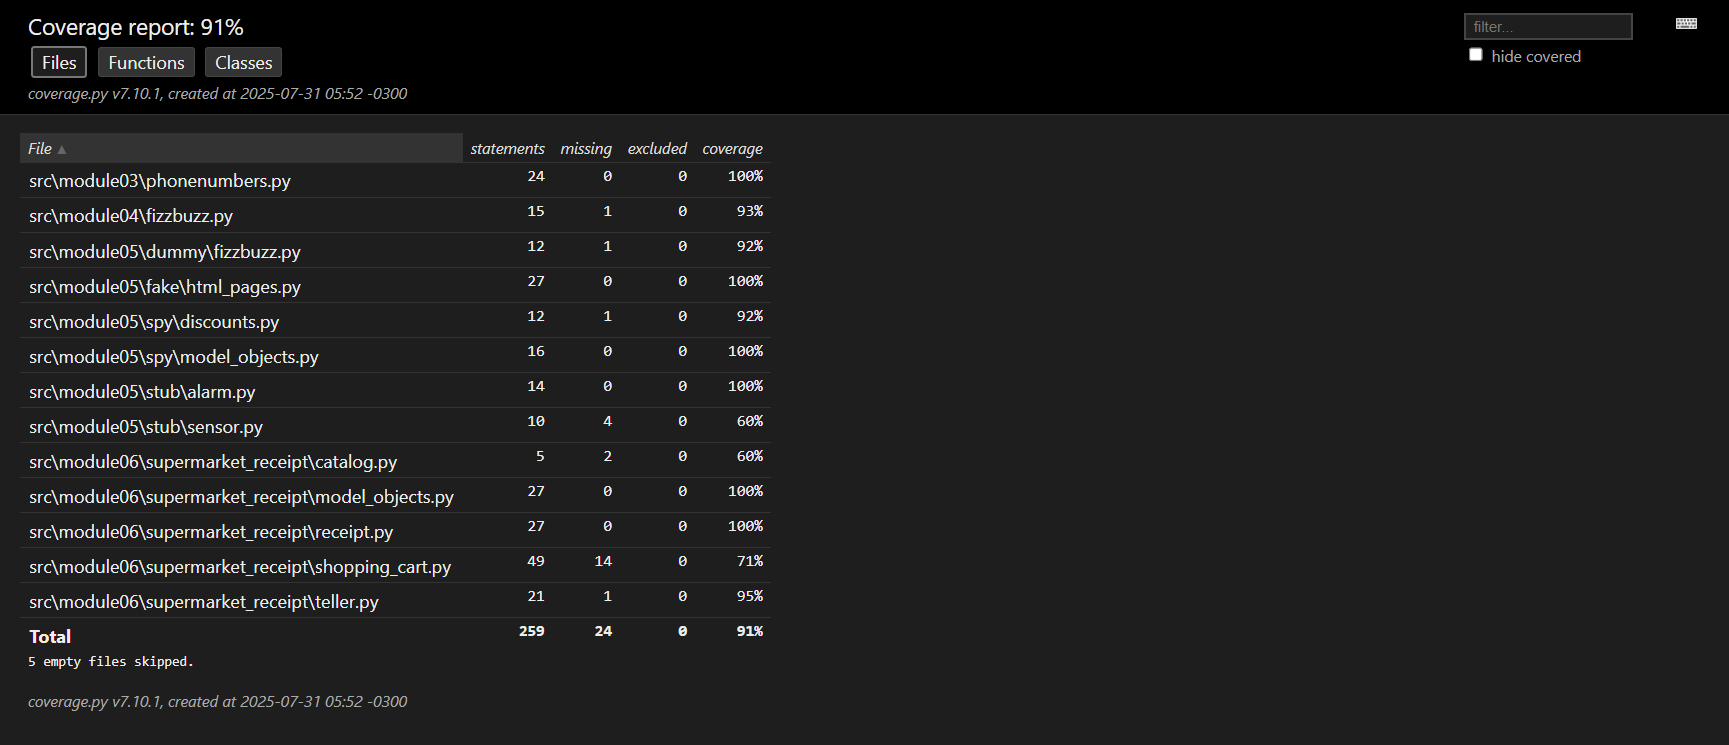 Coverage report: 91%
filter...
hide covered
Files Functions Classes
coverage.py v7.10.1, created at 2025-07-31 05:52 -0300
File ▲ statements missing excluded coverage
src\module03\phonenumbers.py 24 0 0 100%
src\module04\fizzbuzz.py 15 1 0 93%
src\module05\dummy\fizzbuzz.py 12 1 0 92%
src\module05\fake\html_pages.py 27 0 0 100%
src\module05\spy\discounts.py 12 1 0 92%
src\module05\spy\model_objects.py 16 0 0 100%
src\module05\stub\alarm.py 14 0 0 100%
src\module05\stub\sensor.py 10 4 0 60%
src\module06\supermarket_receipt\catalog.py 5 2 0 60%
src\module06\supermarket_receipt\model_objects.py 27 0 0 100%
src\module06\supermarket_receipt\receipt.py 27 0 0 100%
src\module06\supermarket_receipt\shopping_cart.py 49 14 0 71%
src\module06\supermarket_receipt\teller.py 21 1 0 95%
Total 259 24 0 91%
5 empty files skipped.
coverage.py v7.10.1, created at 2025-07-31 05:52 -0300